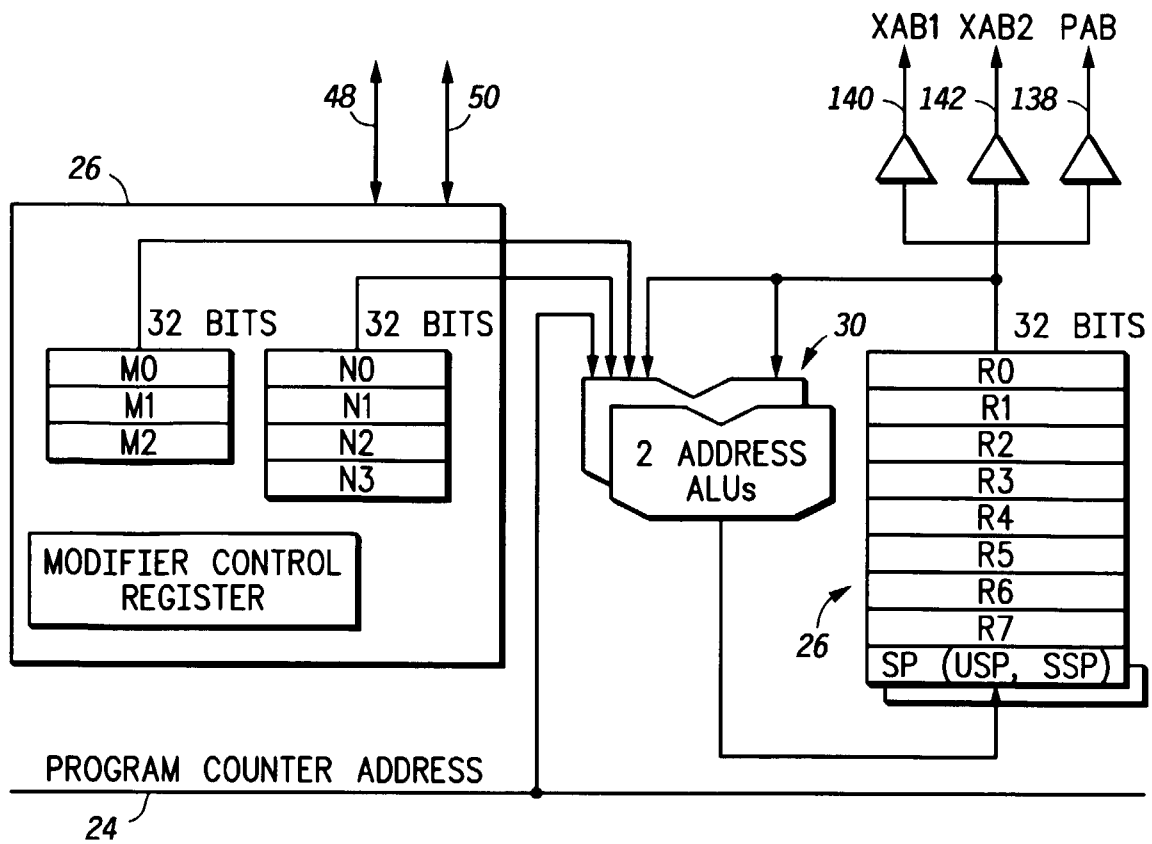 XAB1 XAB2 PAB
48
50
140
142
138
26
32 BITS
32 BITS
30
32 BITS
M0
M1
M2
N0
N1
N2
N3
2 ADDRESS
ALUs
R0
R1
R2
R3
R4
R5
R6
R7
SP (USP, SSP)
26
MODIFIER CONTROL
REGISTER
PROGRAM COUNTER ADDRESS
24